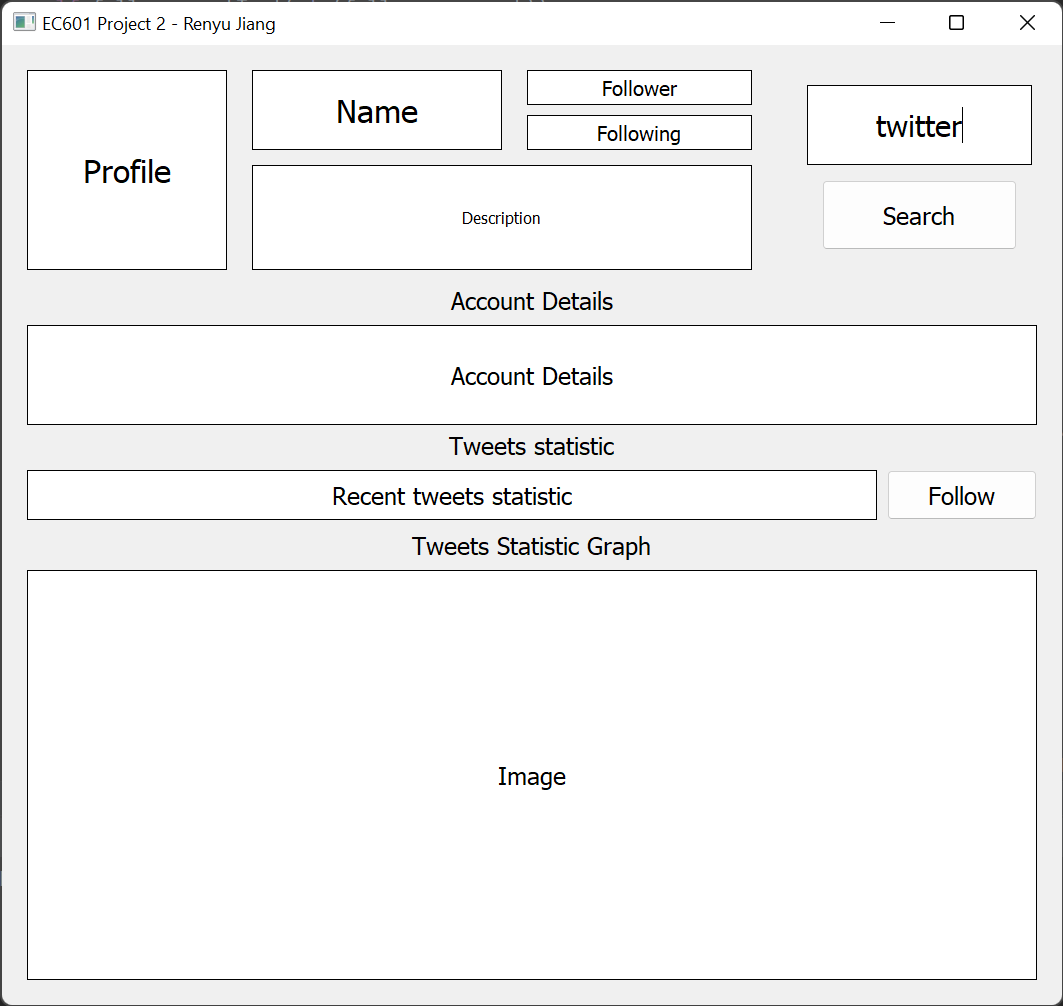 EC601 Project 2 - Renyu Jiang
Profile
Name
Follower
Following
Description
twitter
Search
Account Details
Account Details
Tweets statistic
Recent tweets statistic
Follow
Tweets Statistic Graph
Image